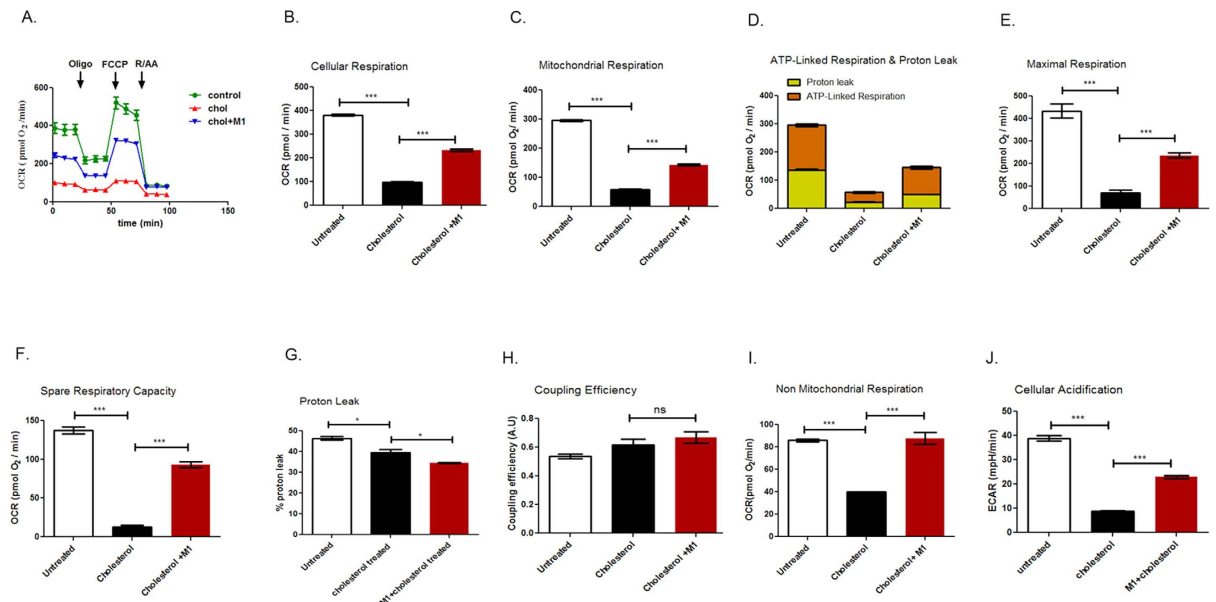 A.
Oligo FCCP R/AA
OCR (pmol O2 /min)
600
400
200
0
0 50 100 150
time (min)
control
chol
chol+M1
B.
Cellular Respiration
OCR (pmol O2 / min)
500
400
300
200
100
0
***
***
Untreated
Cholesterol
Cholesterol +M1
C.
Mitochondrial Respiration
OCR (pmol O2 / min)
400
300
200
100
0
***
***
Untreated
Cholesterol
Cholesterol+ M1
D.
ATP-Linked Respiration & Proton Leak
Proton leak
ATP-Linked Respiration
OCR (pmol O2 / min)
400
300
200
100
0
Untreated
Cholesterol
Cholesterol +M1
E.
Maximal Respiration
OCR (pmol O2 / min)
500
400
300
200
100
0
***
***
Untreated
Cholesterol
Cholesterol +M1
F.
Spare Respiratory Capacity
OCR (pmol O2 / min)
150
100
50
0
***
***
Untreated
Cholesterol
Cholesterol +M1
G.
Proton Leak
% proton leak
50
40
30
20
10
0
*
*
Untreated
cholesterol treated
M1+cholesterol treated
H.
Coupling Efficiency
Coupling efficiency (A.U)
0.8
0.6
0.4
0.2
0.0
ns
Untreated
Cholesterol
Cholesterol +M1
I.
Non Mitochondrial Respiration
OCR(pmol O2/min)
100
80
60
40
20
0
***
***
Untreated
Cholesterol
Cholesterol+ M1
J.
Cellular Acidification
ECAR (mpH/min)
50
40
30
20
10
0
***
***
untreated
cholesterol
M1+cholesterol